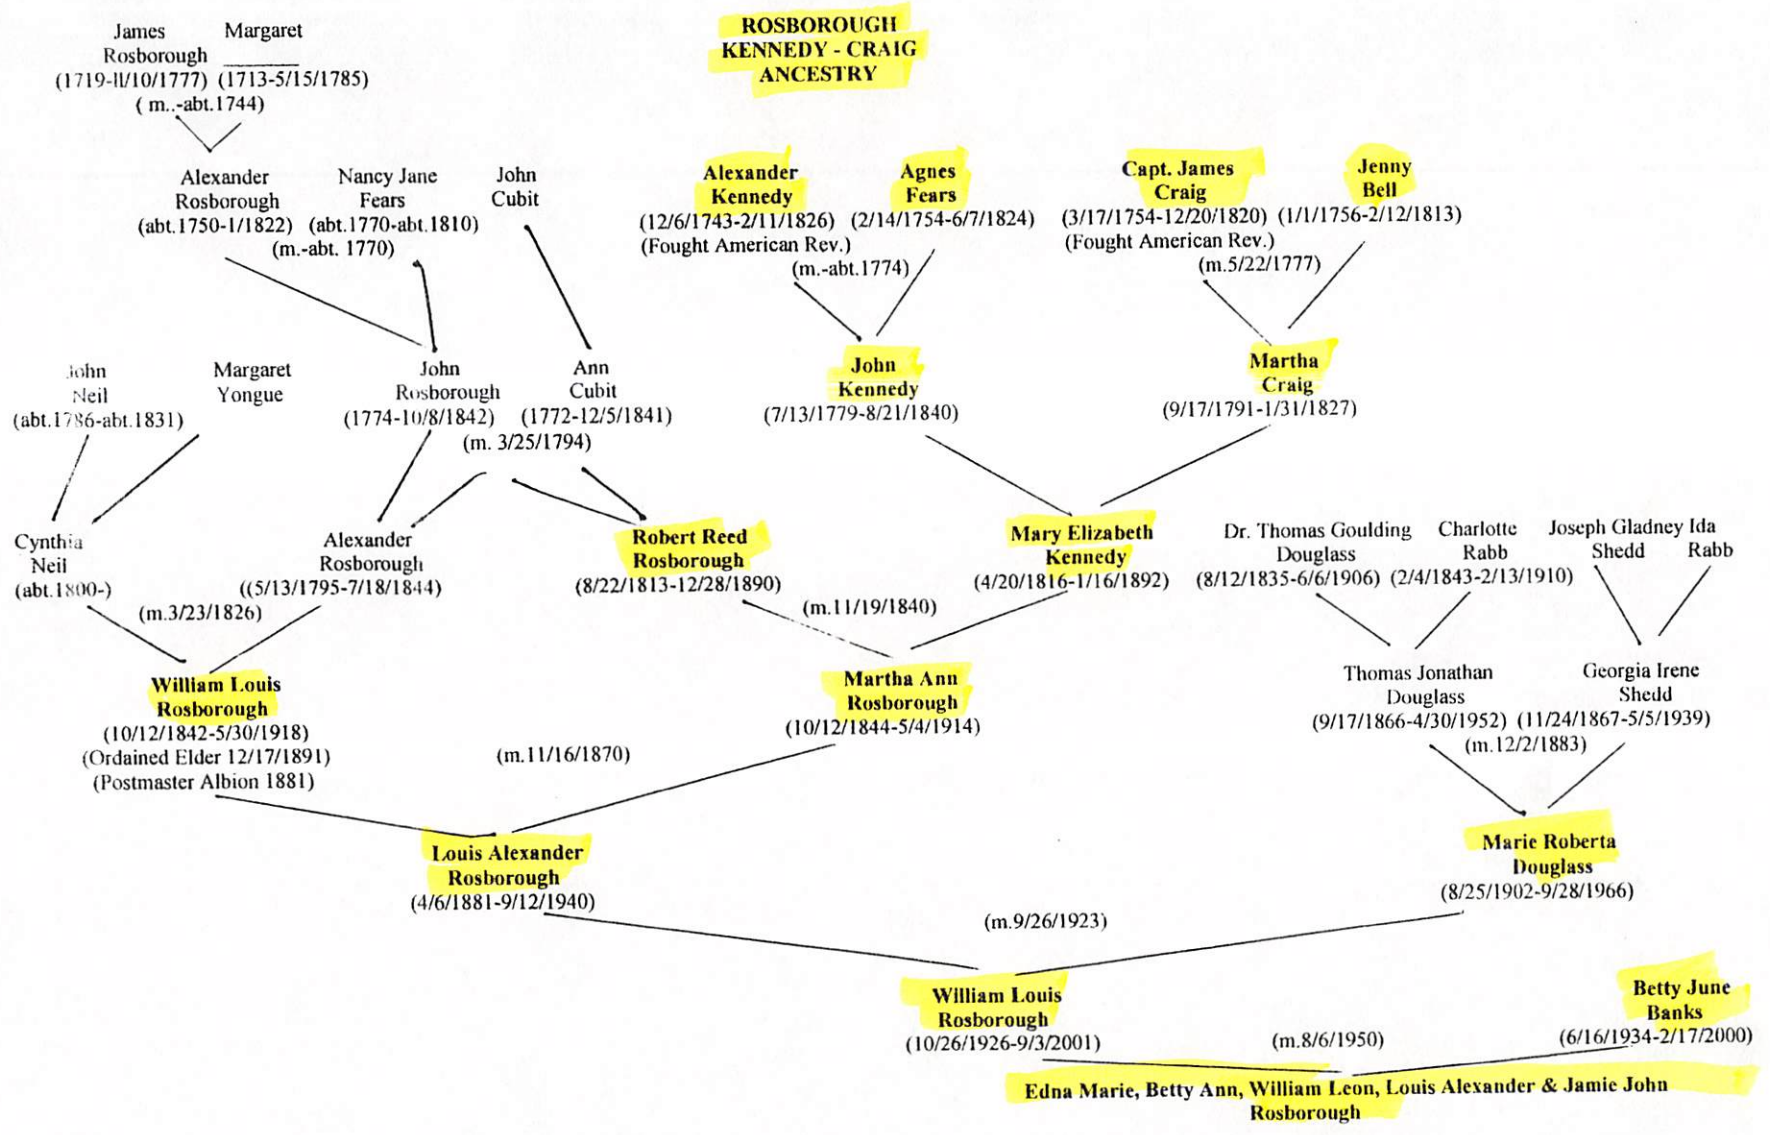 ROSBOROUGH
KENNEDY - CRAIG
ANCESTRY
James Margaret
Rosborough
(1719-11/10/1777) (1713-5/15/1785)
( m..-abt.1744)
Alexander
Rosborough
(abt.1750-1/1822)
Nancy Jane
Fears
(abt.1770-abt.1810)
(m.-abt. 1770)
John
Cubit
Alexander
Kennedy
(12/6/1743-2/11/1826)
(Fought American Rev.)
Agnes
Fears
(2/14/1754-6/7/1824)
(m.-abt.1774)
Capt. James
Craig
(3/17/1754-12/20/1820)
(Fought American Rev.)
Jenny
Bell
(1/1/1756-2/12/1813)
(m.5/22/1777)
John
Neil
(abt.1786-abt.1831)
Margaret
Yongue
John
Rosborough
(1774-10/8/1842)
Ann
Cubit
(1772-12/5/1841)
(m. 3/25/1794)
John
Kennedy
(7/13/1779-8/21/1840)
Martha
Craig
(9/17/1791-1/31/1827)
Cynthia
Neil
(abt.1800-)
(m.3/23/1826)
Alexander
Rosborough
((5/13/1795-7/18/1844)
Robert Reed
Rosborough
(8/22/1813-12/28/1890)
(m.11/19/1840)
Mary Elizabeth
Kennedy
(4/20/1816-1/16/1892)
Dr. Thomas Goulding
Douglass
(8/12/1835-6/6/1906)
Charlotte
Rabb
(2/4/1843-2/13/1910)
Joseph Gladney
Shedd
Ida
Rabb
William Louis
Rosborough
(10/12/1842-5/30/1918)
(Ordained Elder 12/17/1891)
(Postmaster Albion 1881)
(m.11/16/1870)
Martha Ann
Rosborough
(10/12/1844-5/4/1914)
Thomas Jonathan
Douglass
(9/17/1866-4/30/1952)
Georgia Irene
Shedd
(11/24/1867-5/5/1939)
(m.12/2/1883)
Louis Alexander
Rosborough
(4/6/1881-9/12/1940)
(m.9/26/1923)
Marie Roberta
Douglass
(8/25/1902-9/28/1966)
William Louis
Rosborough
(10/26/1926-9/3/2001)
(m.8/6/1950)
Betty June
Banks
(6/16/1934-2/17/2000)
Edna Marie, Betty Ann, William Leon, Louis Alexander & Jamie John
Rosborough